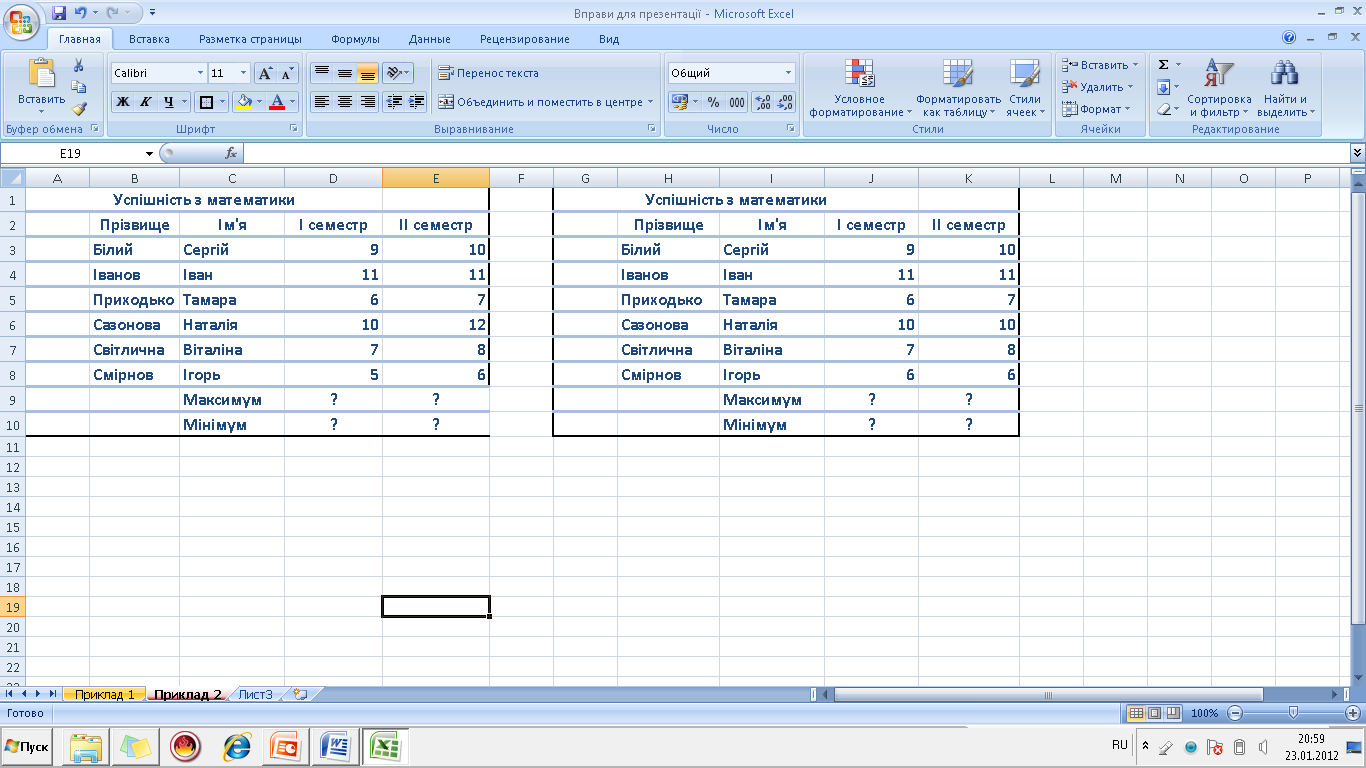 Вправи для презентації - Microsoft Excel
Главная Вставка Разметка страницы Формулы Данные Рецензирование Вид
Вставить
Буфер обмена
Calibri 11
Ж К Ч А
Шрифт
Перенос текста
Объединить и поместить в центре
Выравнивание
Общий
% 000 ,00 ,00
Число
Условное форматирование
Форматировать как таблицу
Стили ячеек
Стили
Вставить
Удалить
Формат
Ячейки
Σ
Сортировка и фильтр
Найти и выделить
Редактирование
E19 fx
A B C D E F G H I J K L M N O P
1 Успішність з математики Успішність з математики
2 Прізвище Ім'я I семестр II семестр Прізвище Ім'я I семестр II семестр
3 Білий Сергій 9 10 Білий Сергій 9 10
4 Іванов Іван 11 11 Іванов Іван 11 11
5 Приходько Тамара 6 7 Приходько Тамара 6 7
6 Сазонова Наталія 10 12 Сазонова Наталія 10 10
7 Світлична Віталіна 7 8 Світлична Віталіна 7 8
8 Смірнов Ігорь 5 6 Смірнов Ігорь 6 6
9 Максимум ? ? Максимум ? ?
10 Мінімум ? ? Мінімум ? ?
11
12
13
14
15
16
17
18
19
20
21
22
Приклад 1 Приклад 2 Лист3
Готово 100%
Пуск RU 20:59
23.01.2012